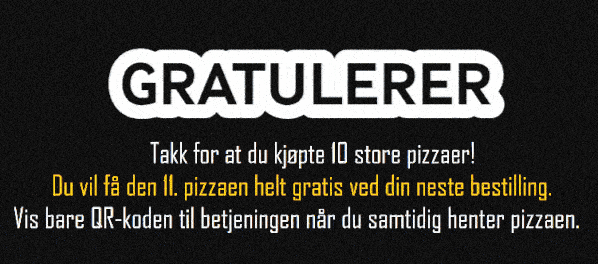 GRATULERER
Takk for at du kjøpte 10 store pizzaer!
Du vil få den 11. pizzaen helt gratis ved din neste bestilling.
Vis bare QR-koden til betjeningen når du samtidig henter pizzaen.